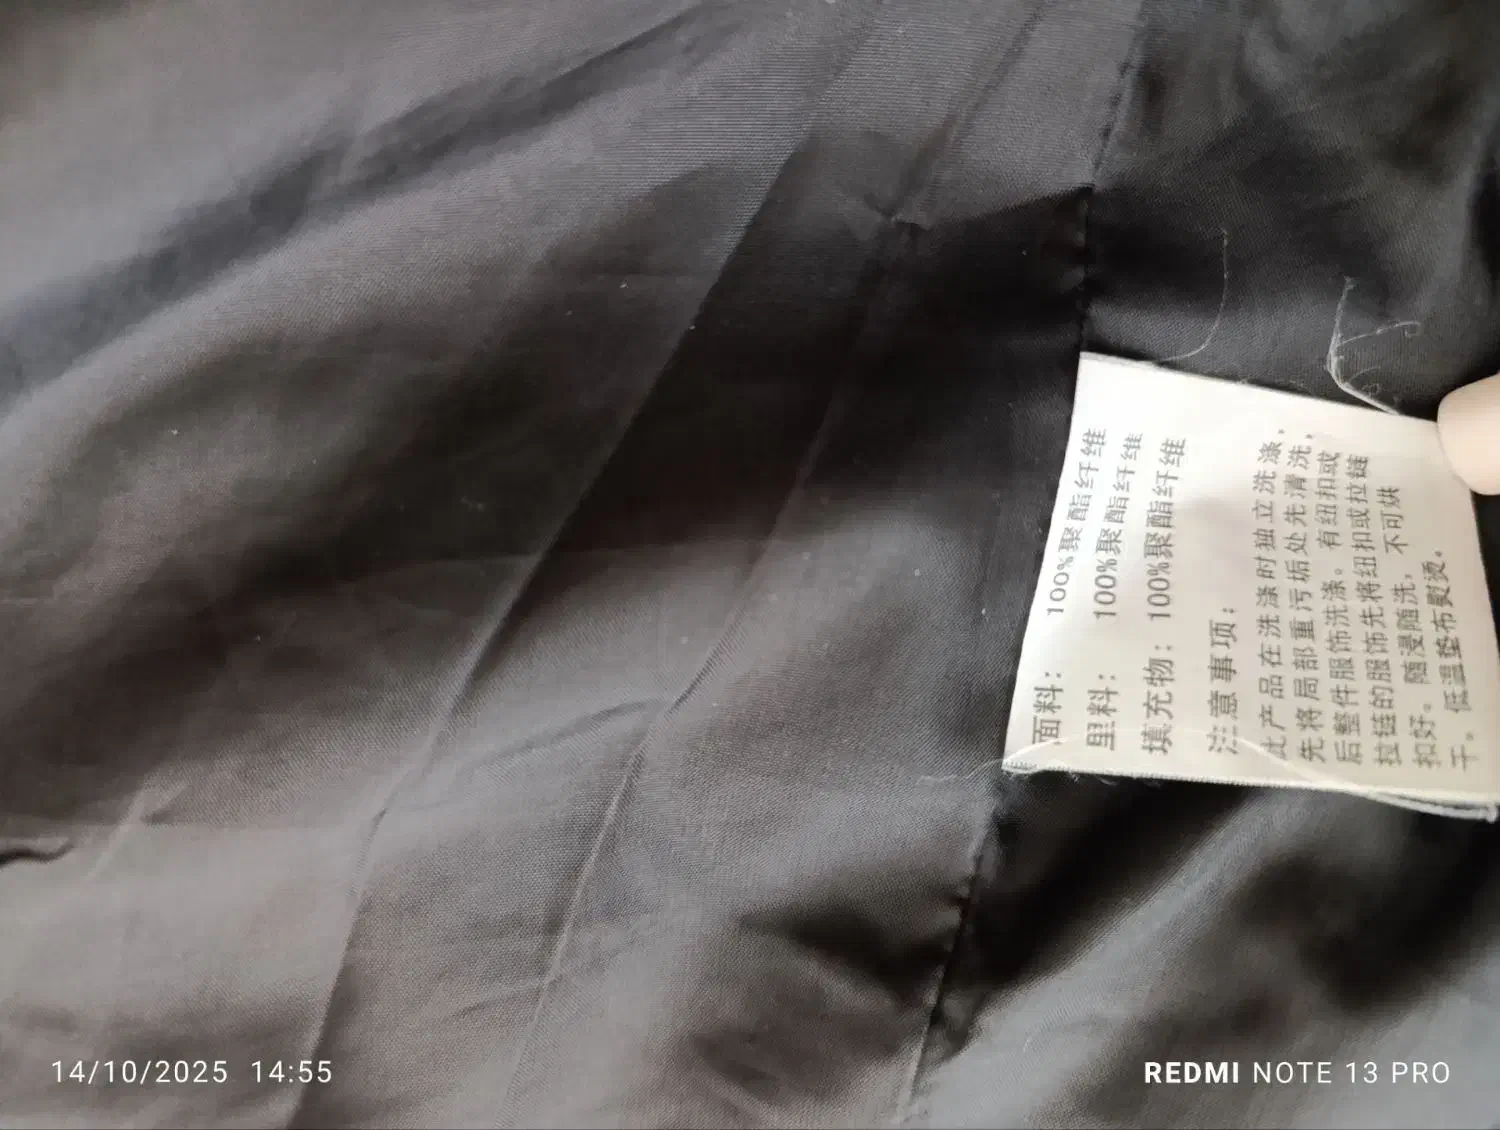 面料： 100%聚酯纤维
里料： 100%聚酯纤维
填充物： 100%聚酯纤维
注意事项：
此产品在洗涤时独立洗涤，
先将局部重污垢处先清洗，
后整件服饰洗涤。有纽扣或
拉链的服饰先将纽扣或拉链
扣好。 随浸随洗， 不可烘
干。 低温垫布熨烫。
14/10/2025 14:55
REDMI NOTE 13 PRO